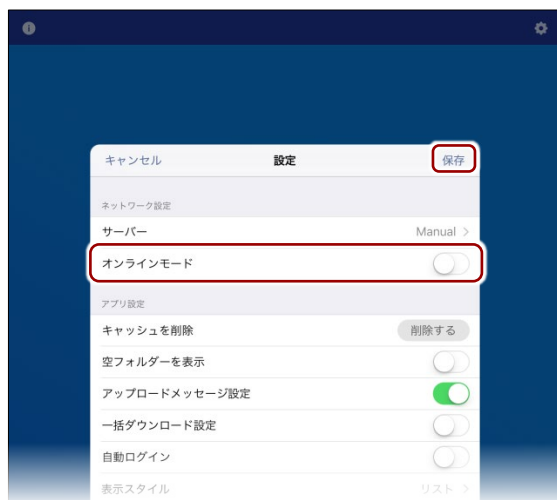 キャンセル 設定 保存
ネットワーク設定
サーバー Manual >
オンラインモード
アプリ設定
キャッシュを削除 削除する
空フォルダーを表示
アップロードメッセージ設定
一括ダウンロード設定
自動ログイン
表示スタイル リスト >